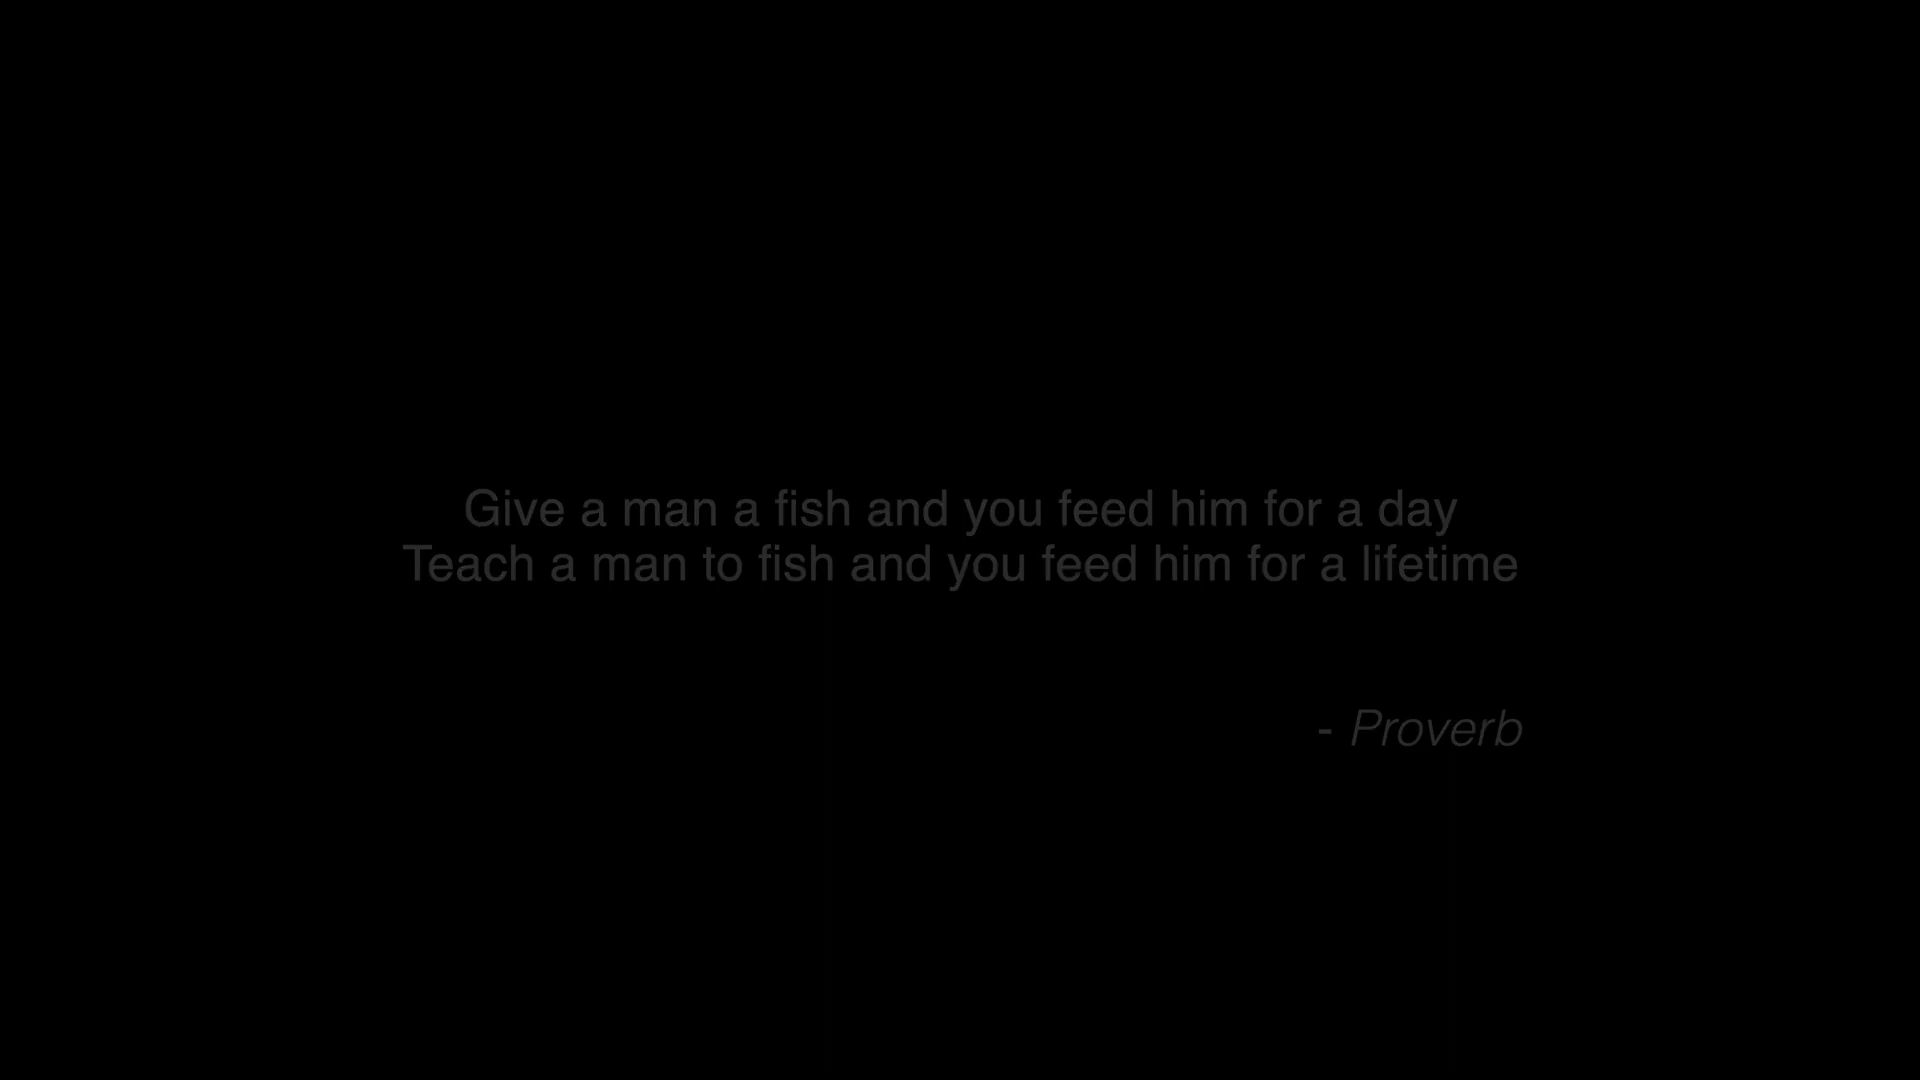 Give a man a fish and you feed him for a day
Teach a man to fish and you feed him for a lifetime
- Proverb